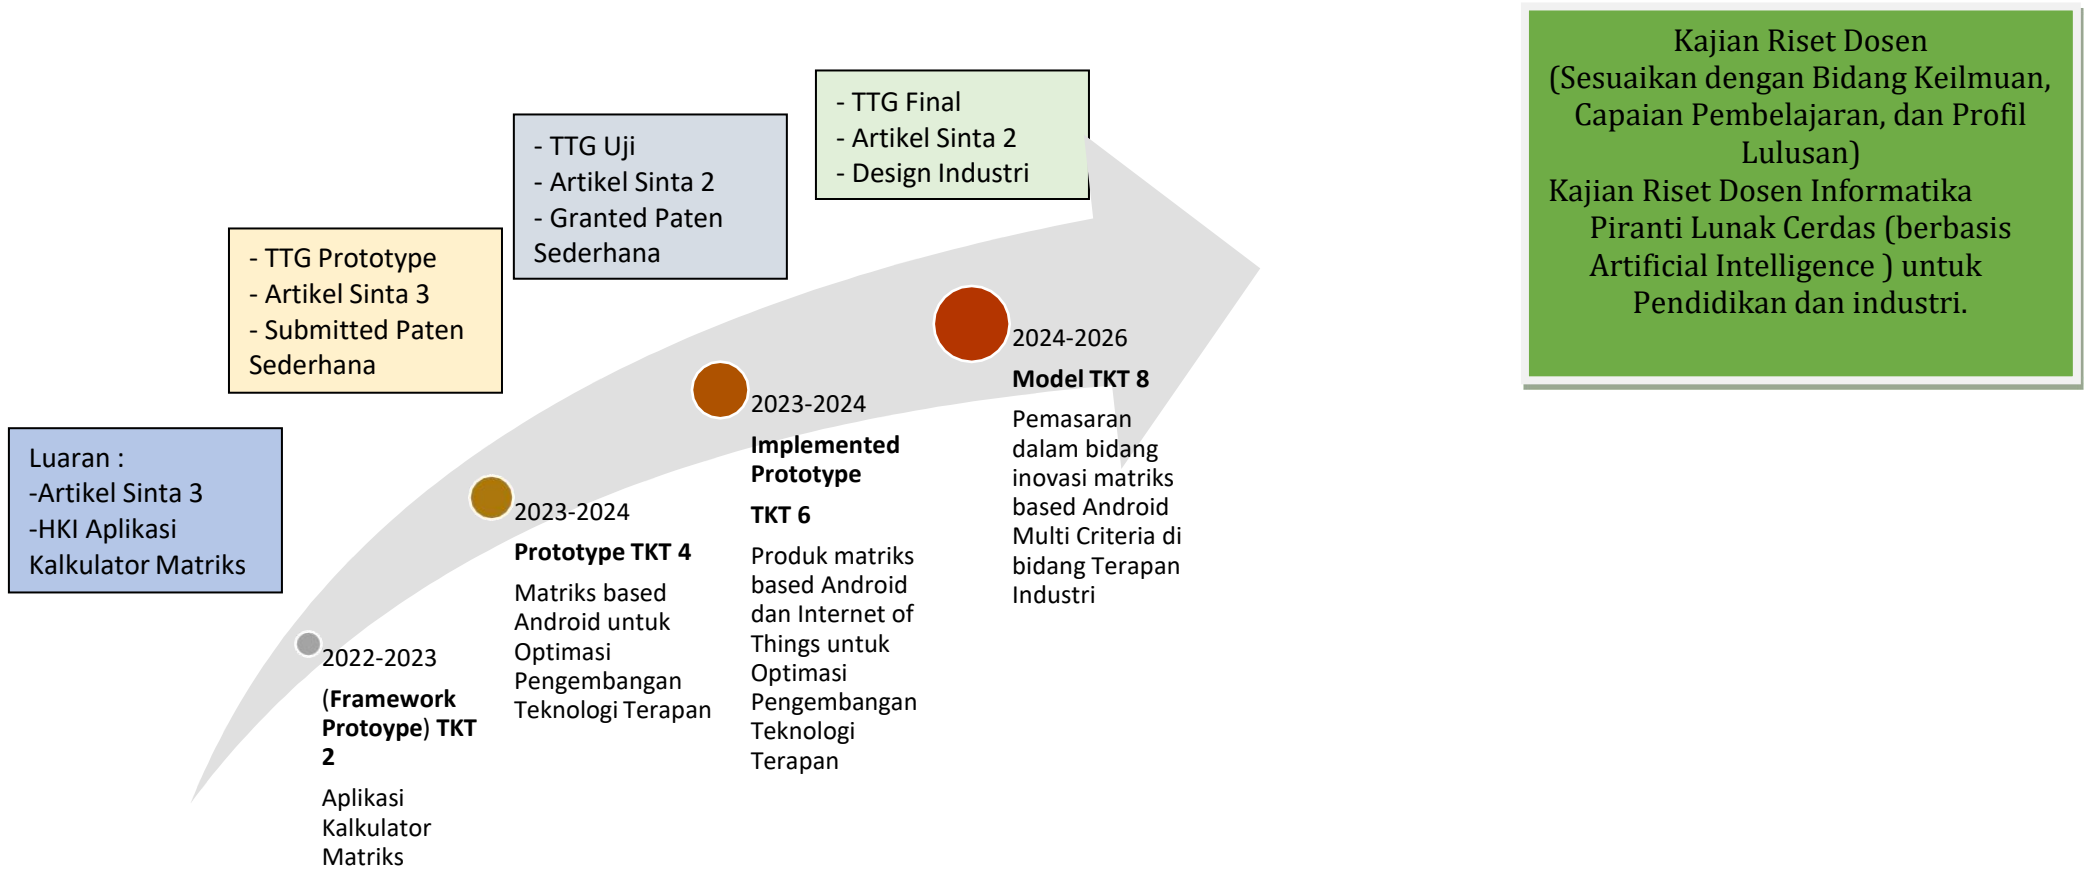 Luaran :
-Artikel Sinta 3
-HKI Aplikasi
Kalkulator Matriks
- TTG Prototype
- Artikel Sinta 3
- Submitted Paten
Sederhana
- TTG Uji
- Artikel Sinta 2
- Granted Paten
Sederhana
- TTG Final
- Artikel Sinta 2
- Design Industri
2022-2023
(Framework
Protoype) TKT
2
Aplikasi
Kalkulator
Matriks
2023-2024
Prototype TKT 4
Matriks based
Android untuk
Optimasi
Pengembangan
Teknologi Terapan
2023-2024
Implemented
Prototype
TKT 6
Produk matriks
based Android
dan Internet of
Things untuk
Optimasi
Pengembangan
Teknologi
Terapan
2024-2026
Model TKT 8
Pemasaran
dalam bidang
inovasi matriks
based Android
Multi Criteria di
bidang Terapan
Industri
Kajian Riset Dosen
(Sesuaikan dengan Bidang Keilmuan,
Capaian Pembelajaran, dan Profil
Lulusan)
Kajian Riset Dosen Informatika
Piranti Lunak Cerdas (berbasis
Artificial Intelligence ) untuk
Pendidikan dan industri.